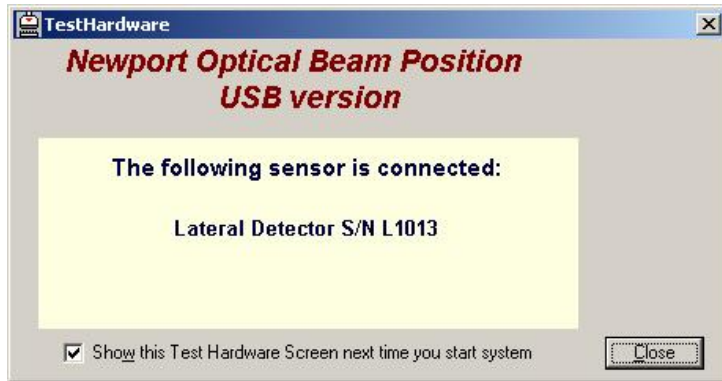 TestHardware
Newport Optical Beam Position
USB version
The following sensor is connected:
Lateral Detector S/N L1013
Show this Test Hardware Screen next time you start system
Close